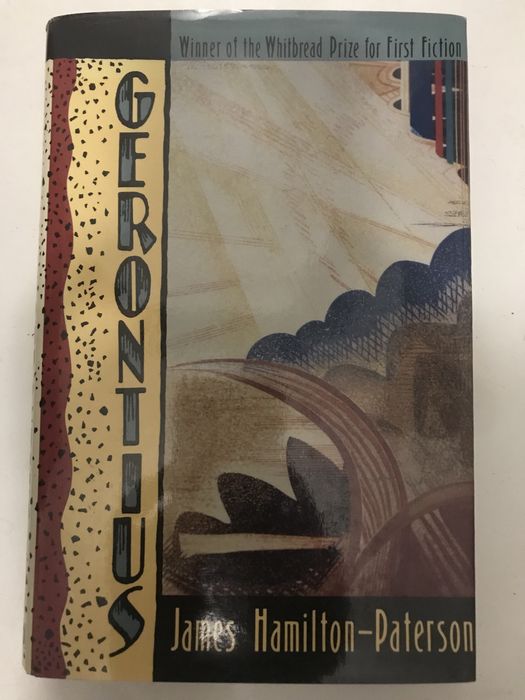 Winner of the Whitbread Prize for First Fiction
GERONTIUS
James Hamilton-Paterson